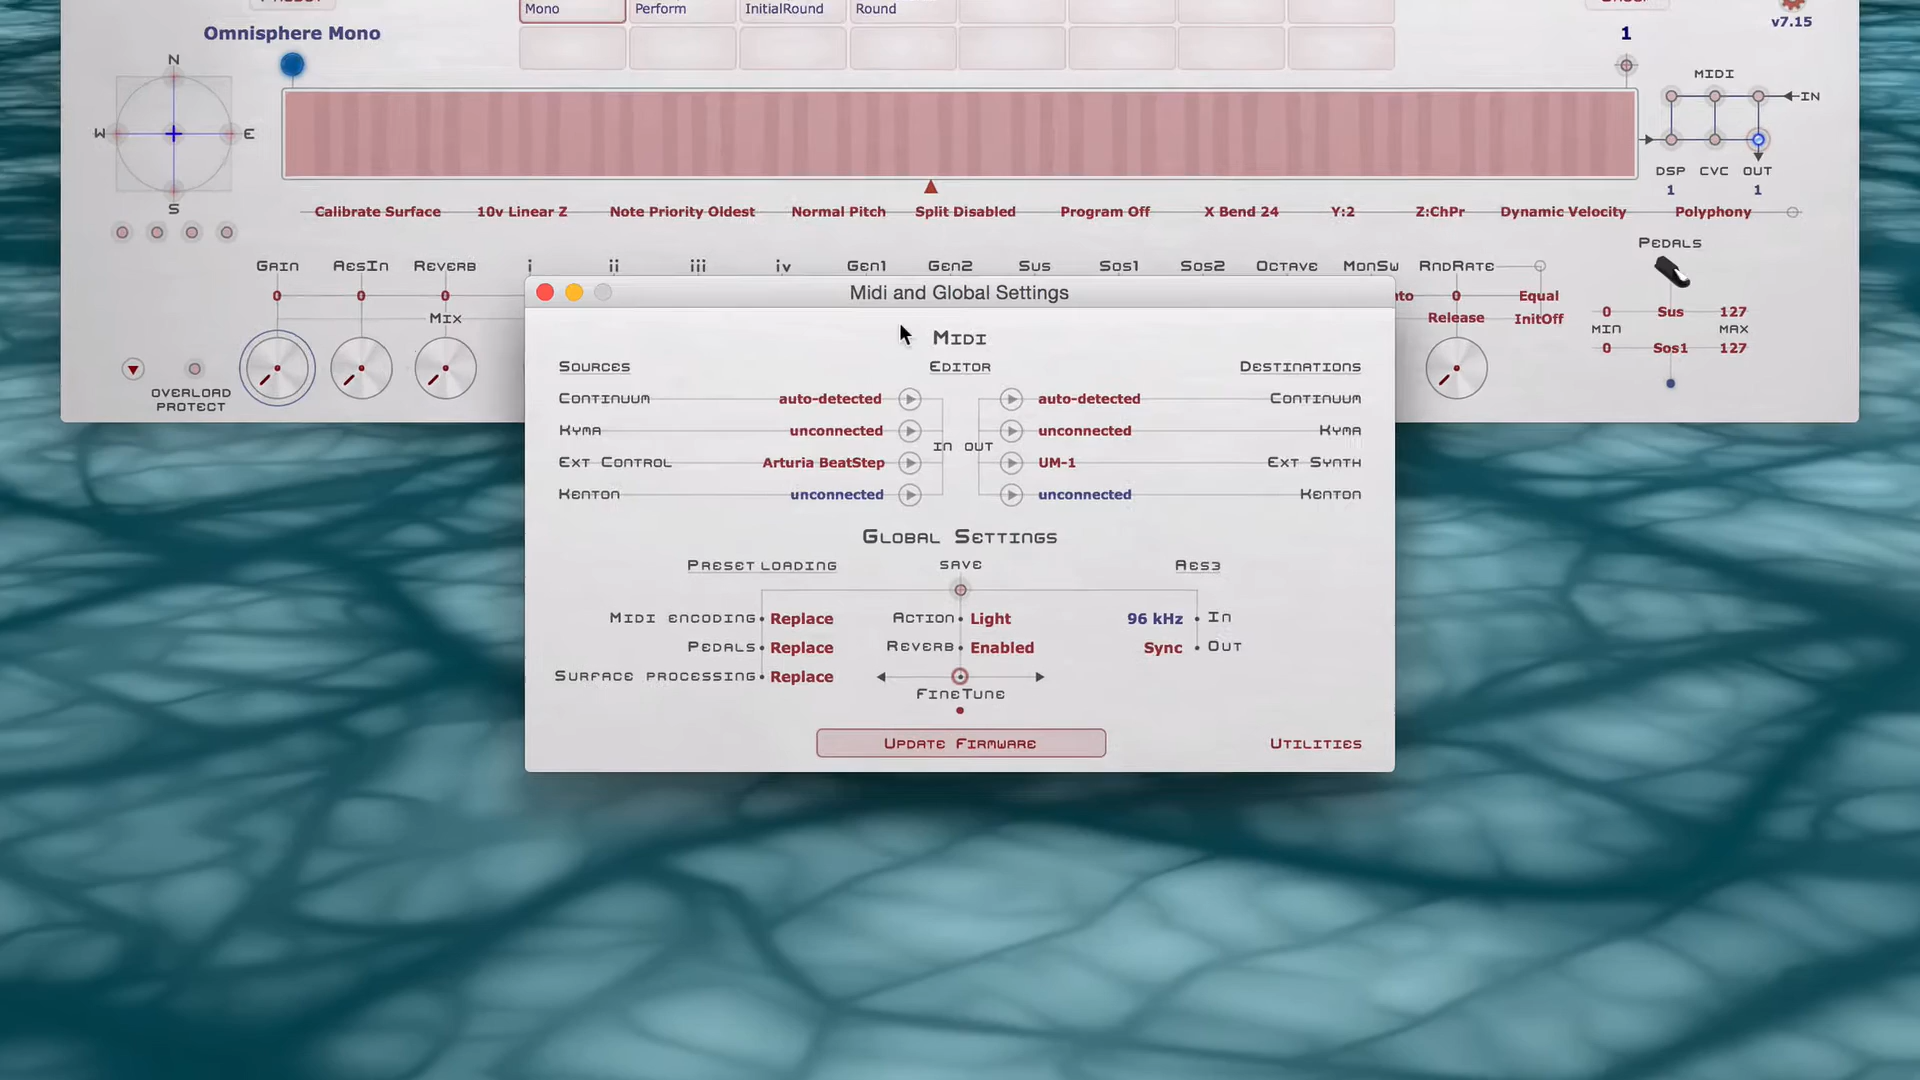 Mono Perform InitialRound Round
v7.15
Omnisphere Mono
1
N
W E
S
MIDI
IN
DSP CVC OUT
1 1
Calibrate Surface 10v Linear Z Note Priority Oldest Normal Pitch Split Disabled Program Off X Bend 24 Y:2 Z:ChPr Dynamic Velocity Polyphony
Pedals
Gain AesIn Reverb i ii iii iv Gen1 Gen2 Sus Sos1 Sos2 Octave MonSw RndRate
0 0 0 0 Equal
Mix
Release InitOff
0 Sus 127
MIN MAX
0 Sos1 127
OVERLOAD
PROTECT
Midi and Global Settings
Midi
Sources Editor Destinations
Continuum auto-detected auto-detected Continuum
Kyma unconnected unconnected Kyma
IN OUT
Ext Control Arturia BeatStep UM-1 Ext Synth
Kenton unconnected unconnected Kenton
Global Settings
Preset Loading SAVE Aes3
Midi encoding Replace Action Light 96 kHz In
Pedals Replace Reverb Enabled Sync Out
Surface processing Replace
FineTune
Update Firmware
Utilities